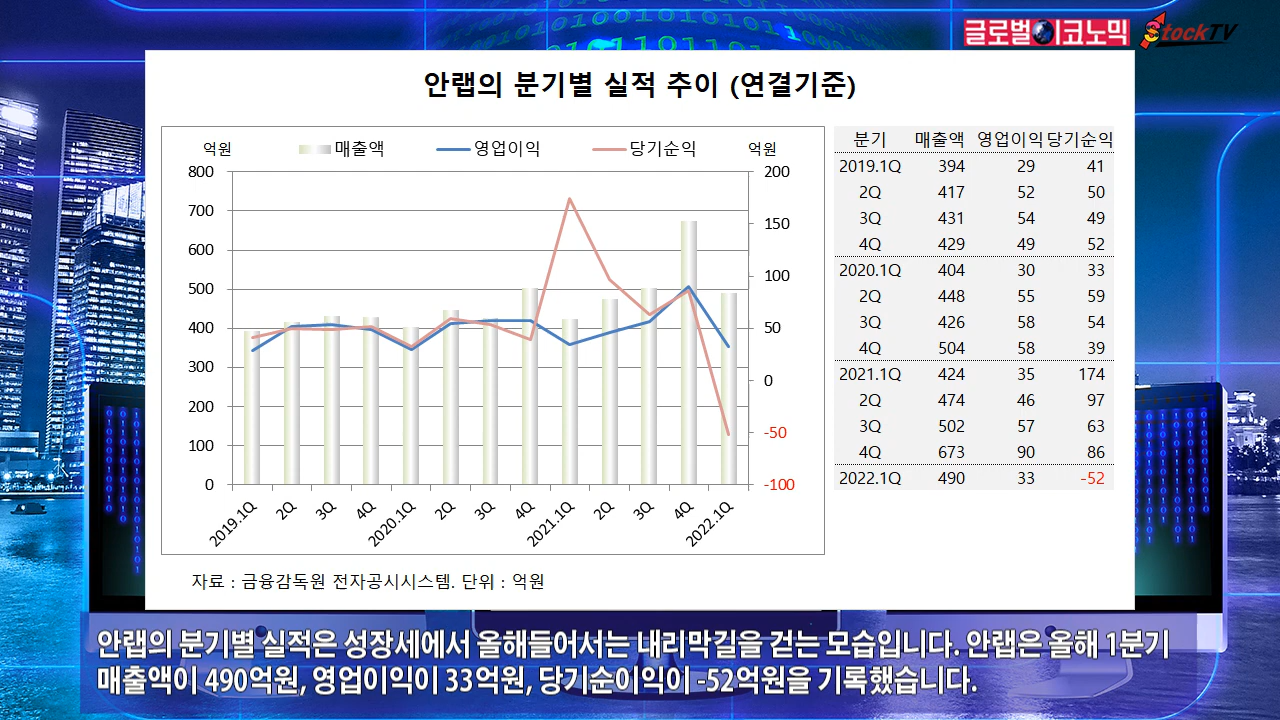 글로벌이코노믹 StockTV
안랩의 분기별 실적 추이 (연결기준)
억원 매출액 영업이익 당기순익 억원
800 200
700 150
600 100
500 50
400 0
300 -50
200 -100
100
0
2019.1Q 2Q 3Q 4Q 2020.1Q 2Q 3Q 4Q 2021.1Q 2Q 3Q 4Q 2022.1Q
분기 매출액 영업이익 당기순익
2019.1Q 394 29 41
2Q 417 52 50
3Q 431 54 49
4Q 429 49 52
2020.1Q 404 30 33
2Q 448 55 59
3Q 426 58 54
4Q 504 58 39
2021.1Q 424 35 174
2Q 474 46 97
3Q 502 57 63
4Q 673 90 86
2022.1Q 490 33 -52
자료 : 금융감독원 전자공시시스템. 단위 : 억원
안랩의 분기별 실적은 성장세에서 올해들어서는 내리막길을 걷는 모습입니다. 안랩은 올해 1분기
매출액이 490억원, 영업이익이 33억원, 당기순이익이 -52억원을 기록했습니다.